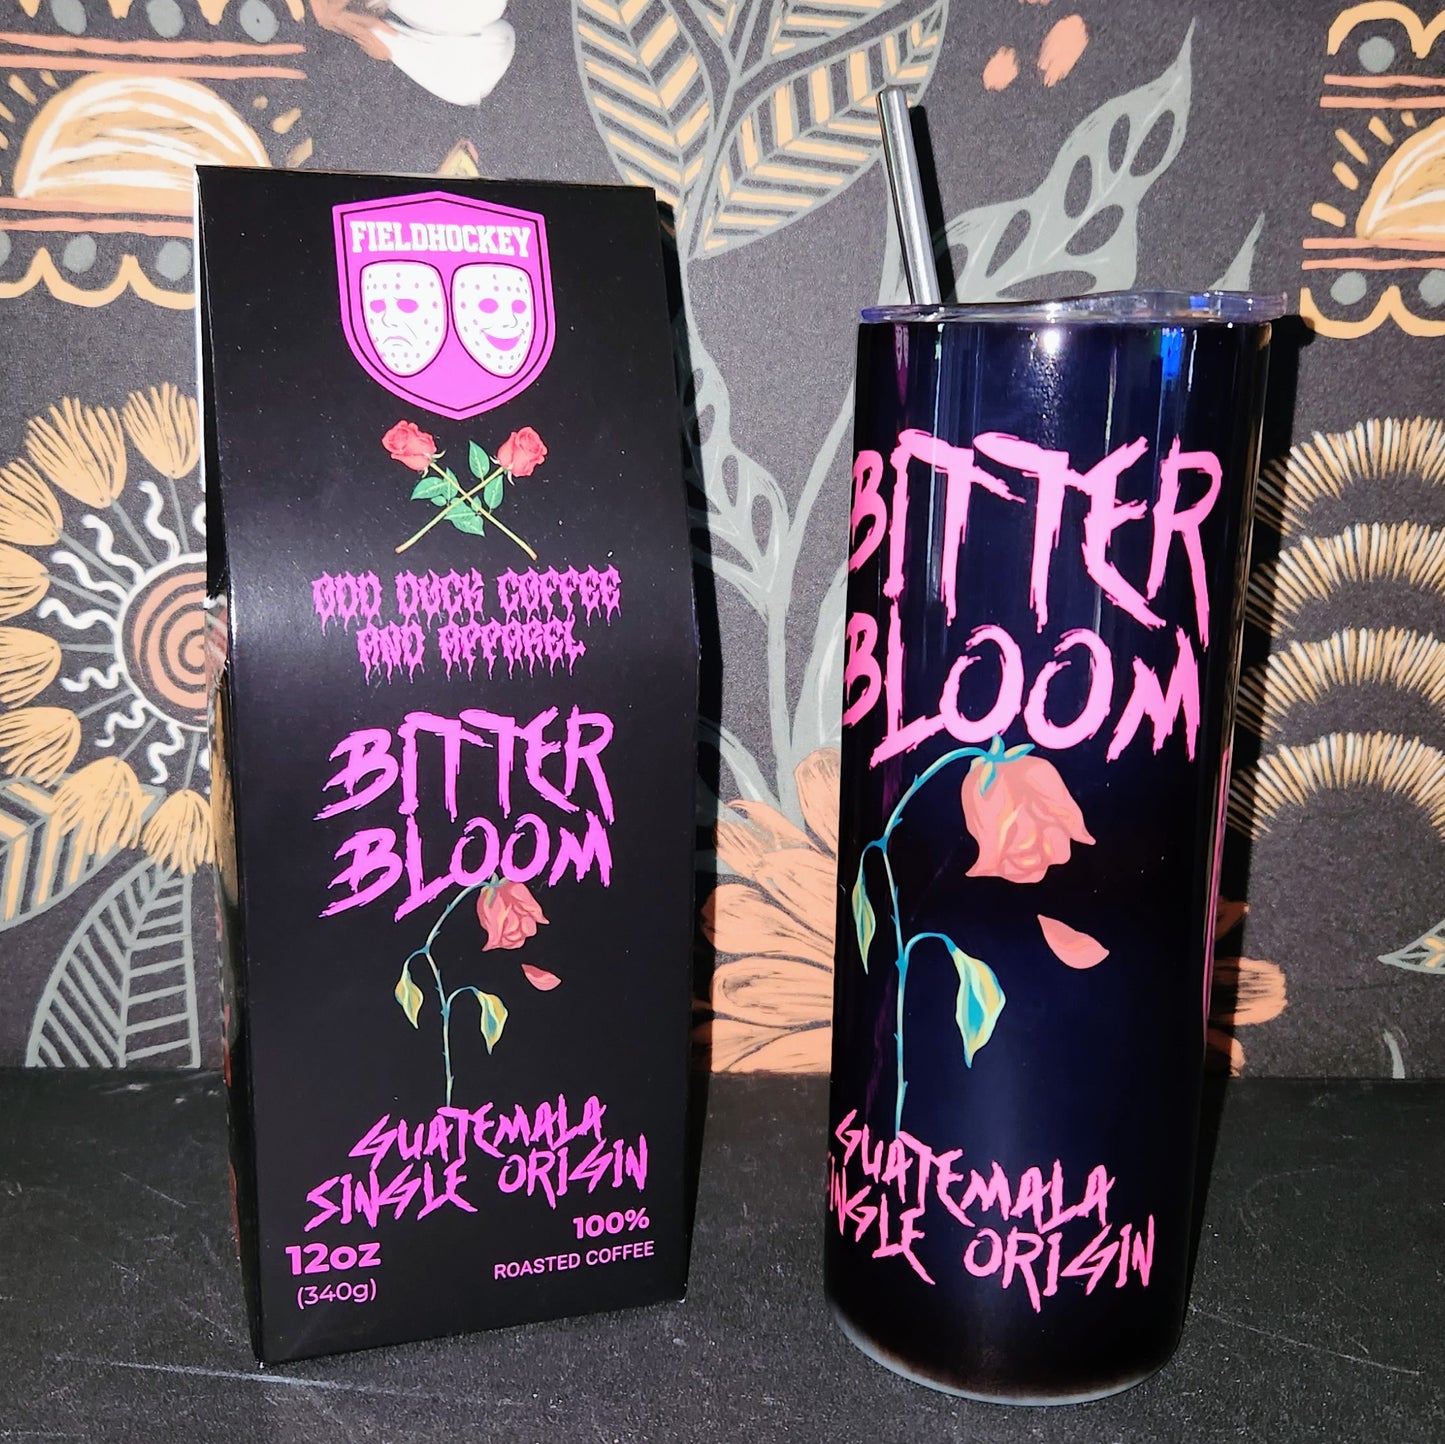 FIELDHOCKEY
ODD DUCK COFFEE
AND APPAREL
BITTER
BLOOM
GUATEMALA
SINGLE ORIGIN
12oz
(340g)
100%
ROASTED COFFEE
BITTER
BLOOM
GUATEMALA
SINGLE ORIGIN